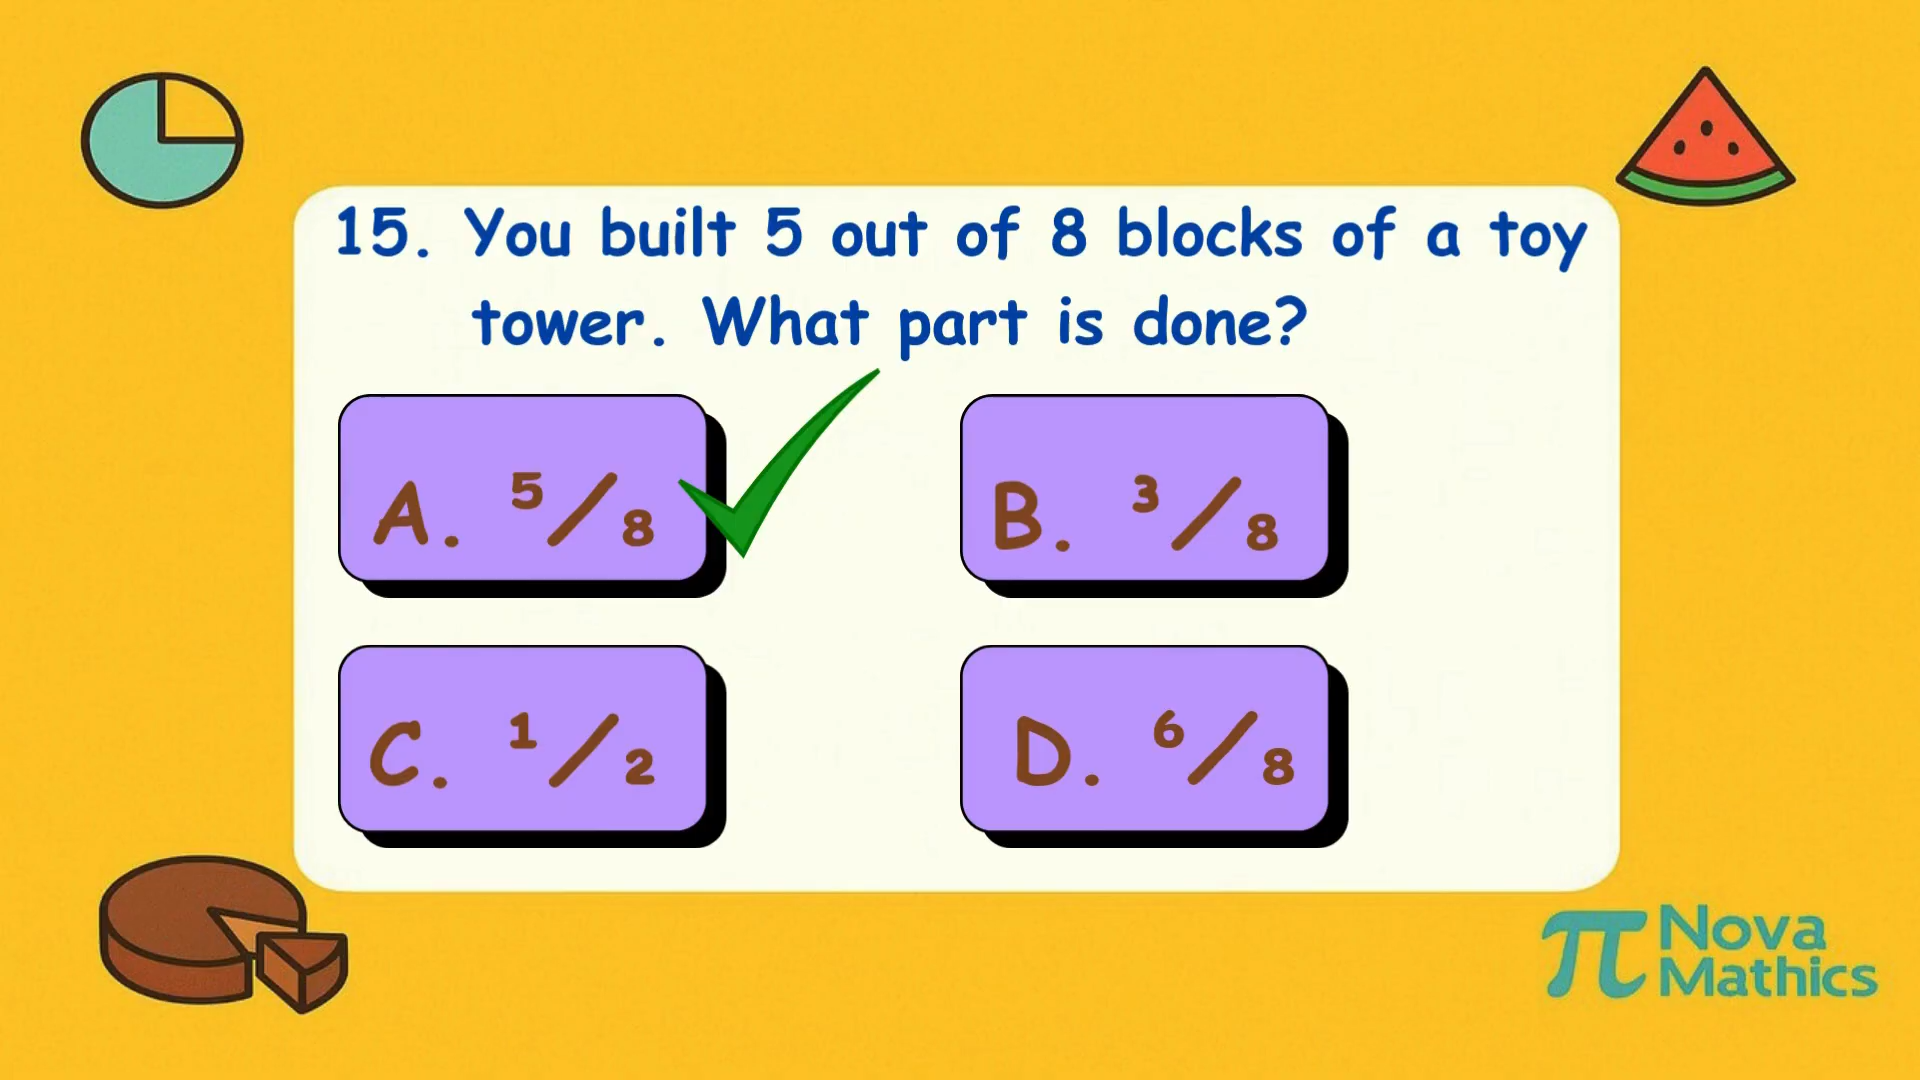 15. You built 5 out of 8 blocks of a toy
tower. What part is done?
A. ⁵/₈
B. ³/₈
C. ¹/₂
D. ⁶/₈
π Nova
Mathics